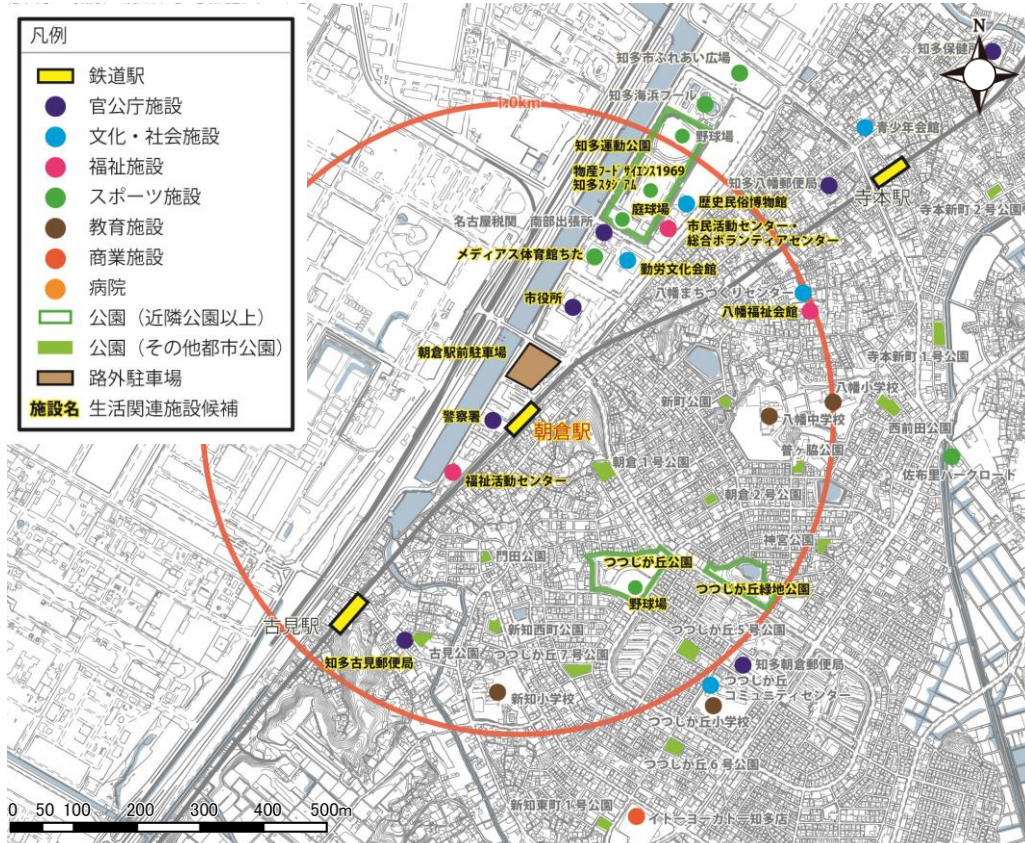 凡例
鉄道駅
官公庁施設
文化・社会施設
福祉施設
スポーツ施設
教育施設
商業施設
病院
公園（近隣公園以上）
公園（その他都市公園）
路外駐車場
施設名 生活関連施設候補
N
知多保健所
知多市ふれあい広場
1.0km
知多海浜プール
野球場
青少年会館
知多運動公園
物産フードサイエンス1969
知多スタジアム
知多八幡郵便局
寺本駅
歴史民俗博物館
寺本新町2号公園
名古屋税関 南部出張所
庭球場
市民活動センター・
総合ボランティアセンター
メディアス体育館ちた
勤労文化会館
八幡まちづくりセンター
市役所
八幡福祉会館
朝倉駅前駐車場
寺本新町1号公園
八幡小学校
新町公園
警察署
朝倉駅
八幡中学校
西前田公園
普ヶ脇公園
朝倉1号公園
佐布里パークロード
福祉活動センター
朝倉2号公園
神宮公園
門田公園
つつじが丘公園
つつじが丘緑地公園
野球場
古見駅
新知西町公園
つつじが丘5号公園
知多古見郵便局
古見公園
つつじが丘7号公園
知多朝倉郵便局
つつじが丘
コミュニティセンター
新知小学校
つつじが丘小学校
つつじが丘6号公園
新知東町1号公園
イトーヨーカドー知多店
0 50 100 200 300 400 500m